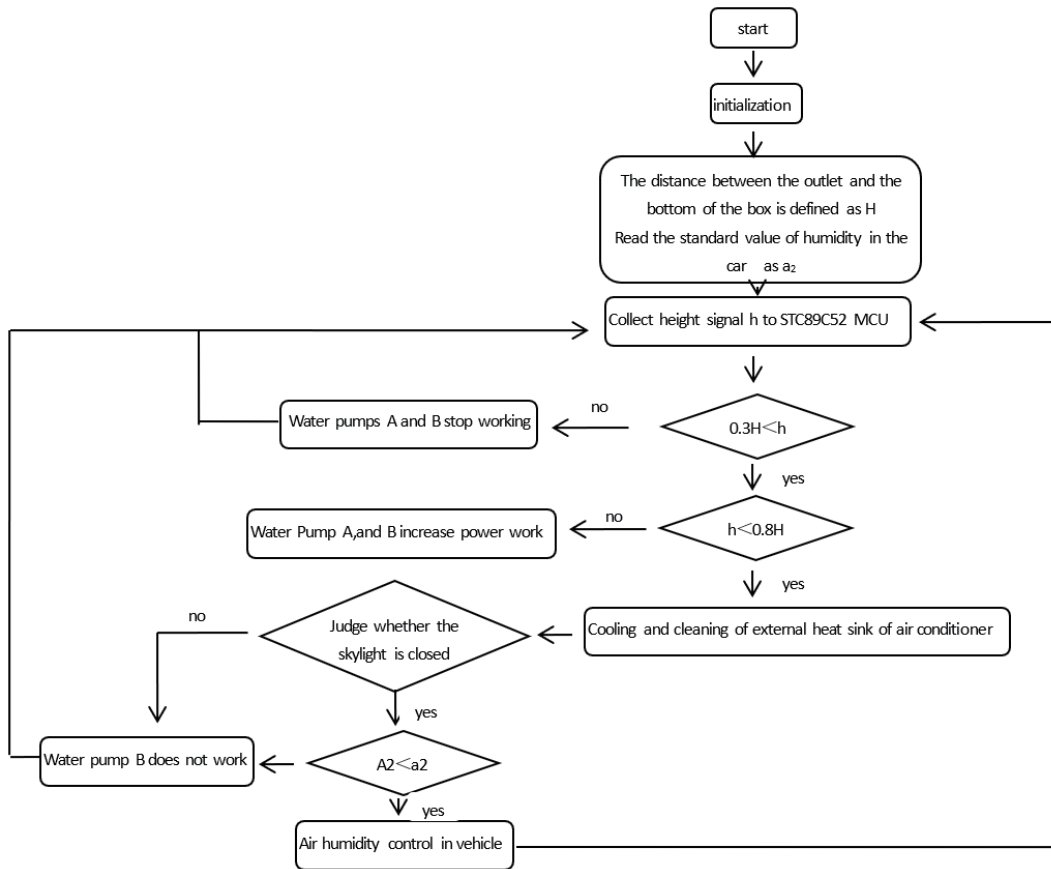 start
initialization
The distance between the outlet and the
bottom of the box is defined as H
Read the standard value of humidity in the
car as a₂
Collect height signal h to STC89C52 MCU
Water pumps A and B stop working
no
0.3H＜h
yes
Water Pump A,and B increase power work
no
h＜0.8H
yes
no
Judge whether the
skylight is closed
Cooling and cleaning of external heat sink of air conditioner
yes
Water pump B does not work
A2＜a2
yes
Air humidity control in vehicle